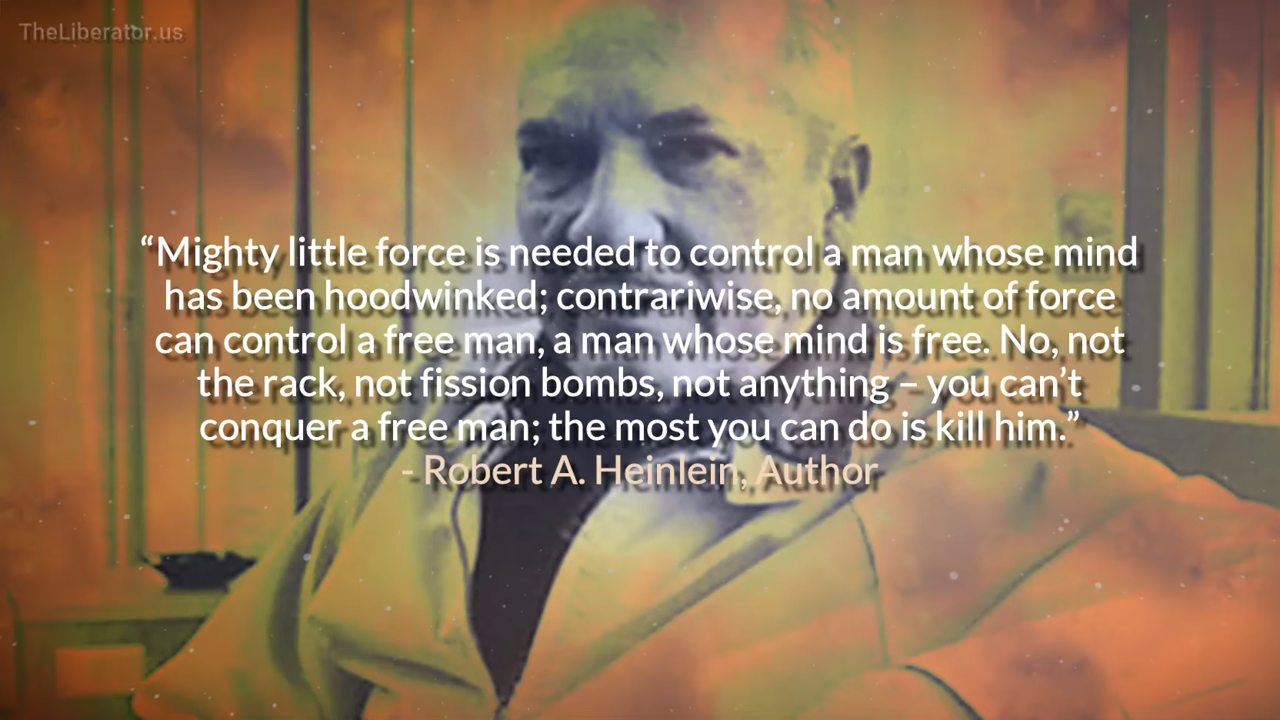 TheLiberator.us
“Mighty little force is needed to control a man whose mind
has been hoodwinked; contrariwise, no amount of force
can control a free man, a man whose mind is free. No, not
the rack, not fission bombs, not anything – you can’t
conquer a free man; the most you can do is kill him.”
- Robert A. Heinlein, Author